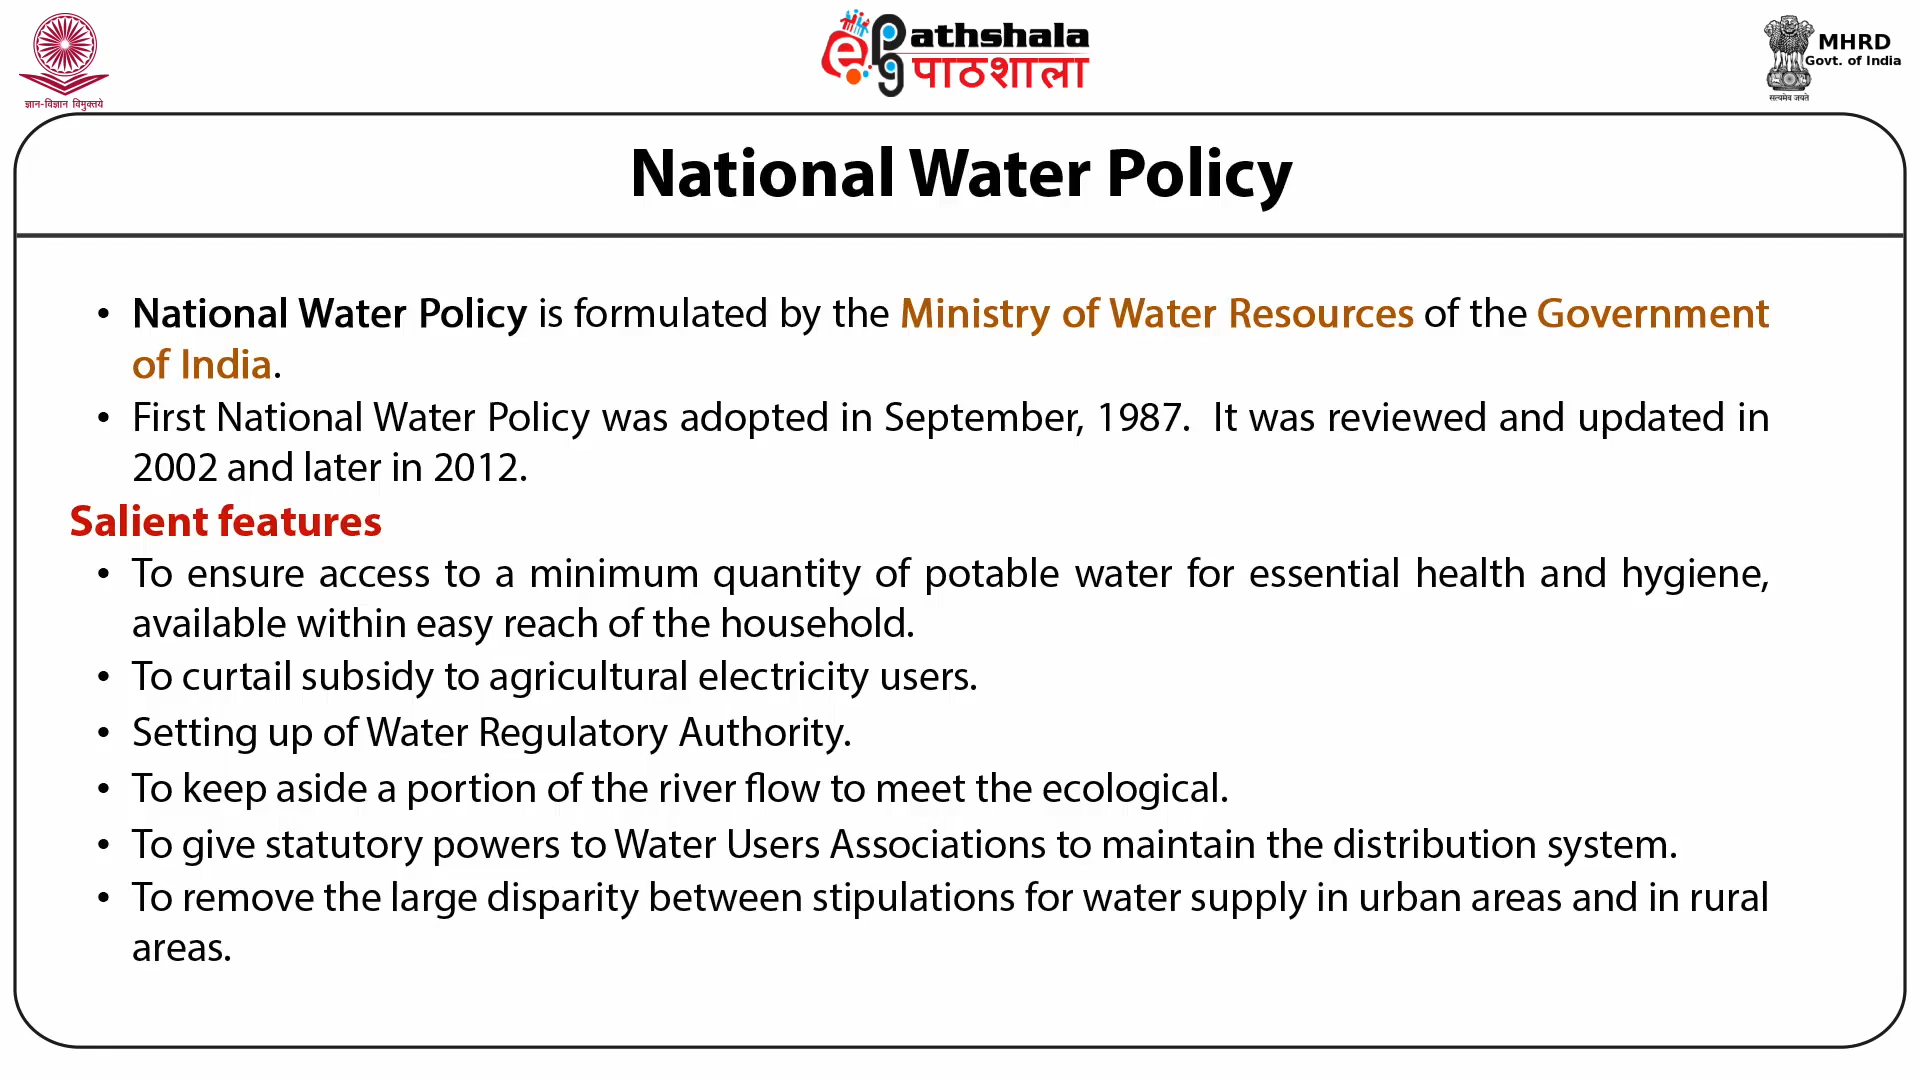 ज्ञान-विज्ञान विमुक्तये
ePathshala
पाठशाला
MHRD
Govt. of India
सत्यमेव जयते
National Water Policy
• National Water Policy is formulated by the Ministry of Water Resources of the Government
of India.
• First National Water Policy was adopted in September, 1987. It was reviewed and updated in
2002 and later in 2012.
Salient features
• To ensure access to a minimum quantity of potable water for essential health and hygiene,
available within easy reach of the household.
• To curtail subsidy to agricultural electricity users.
• Setting up of Water Regulatory Authority.
• To keep aside a portion of the river flow to meet the ecological.
• To give statutory powers to Water Users Associations to maintain the distribution system.
• To remove the large disparity between stipulations for water supply in urban areas and in rural
areas.